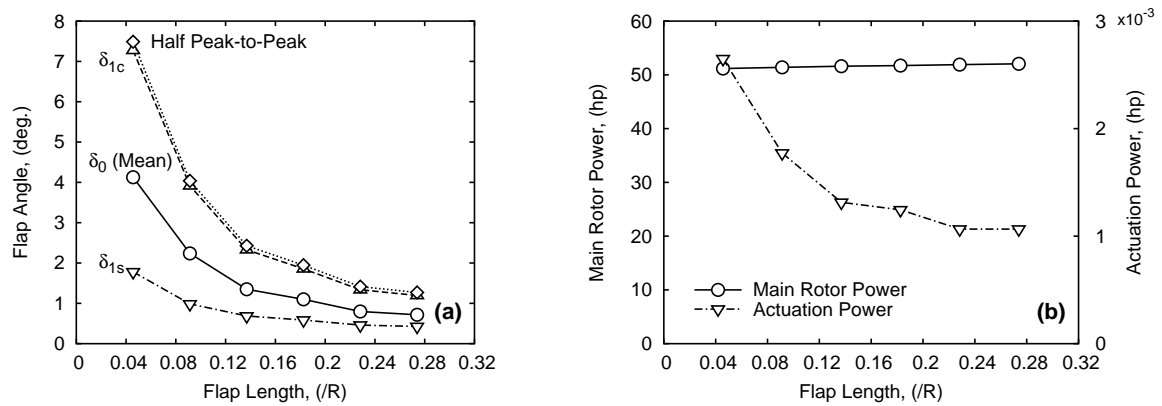 8
7
6
5
4
3
2
1
0
Flap Angle, (deg.)
Half Peak-to-Peak
δ1c
δ0 (Mean)
δ1s
(a)
0 0.04 0.08 0.12 0.16 0.2 0.24 0.28 0.32
Flap Length, (/R)
60
50
40
30
20
10
0
Main Rotor Power, (hp)
Main Rotor Power
Actuation Power
(b)
0 0.04 0.08 0.12 0.16 0.2 0.24 0.28 0.32
Flap Length, (/R)
x10-3
3
2
1
0
Actuation Power, (hp)